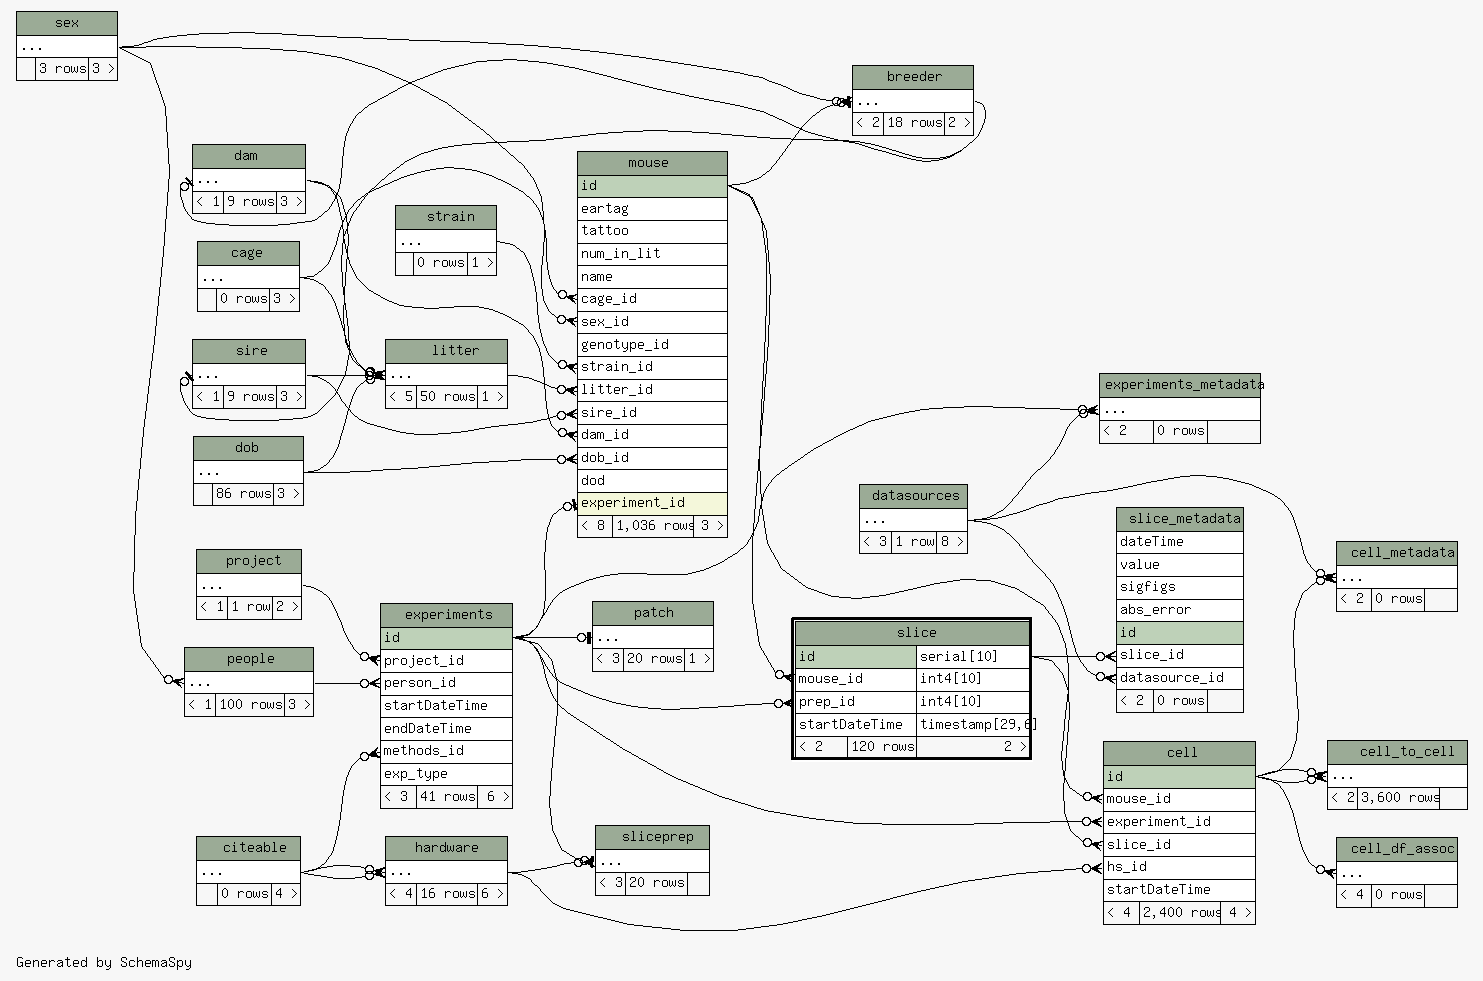 sex
...
3 rows 3 >
breeder
...
< 2 18 rows 2 >
dam
...
< 1 9 rows 3 >
mouse
id
eartag
tattoo
num_in_lit
name
cage_id
sex_id
genotype_id
strain_id
litter_id
sire_id
dam_id
dob_id
dod
experiment_id
< 8 1,036 rows 3 >
strain
...
0 rows 1 >
cage
...
0 rows 3 >
sire
...
< 1 9 rows 3 >
litter
...
< 5 50 rows 1 >
dob
...
86 rows 3 >
experiments_metadata
...
< 2 0 rows
datasources
...
< 3 1 row 8 >
slice_metadata
dateTime
value
sigfigs
abs_error
id
slice_id
datasource_id
< 2 0 rows
cell_metadata
...
< 2 0 rows
project
...
< 1 1 row 2 >
people
...
< 1 100 rows 3 >
experiments
id
project_id
person_id
startDateTime
endDateTime
methods_id
exp_type
< 3 41 rows 6 >
patch
...
< 3 20 rows 1 >
slice
id serial[10]
mouse_id int4[10]
prep_id int4[10]
startDateTime timestamp[29,6]
< 2 120 rows 2 >
cell
id
mouse_id
experiment_id
slice_id
hs_id
startDateTime
< 4 2,400 rows 4 >
cell_to_cell
...
< 2 3,600 rows
cell_df_assoc
...
< 4 0 rows
citeable
...
0 rows 4 >
hardware
...
< 4 16 rows 6 >
sliceprep
...
< 3 20 rows
Generated by SchemaSpy